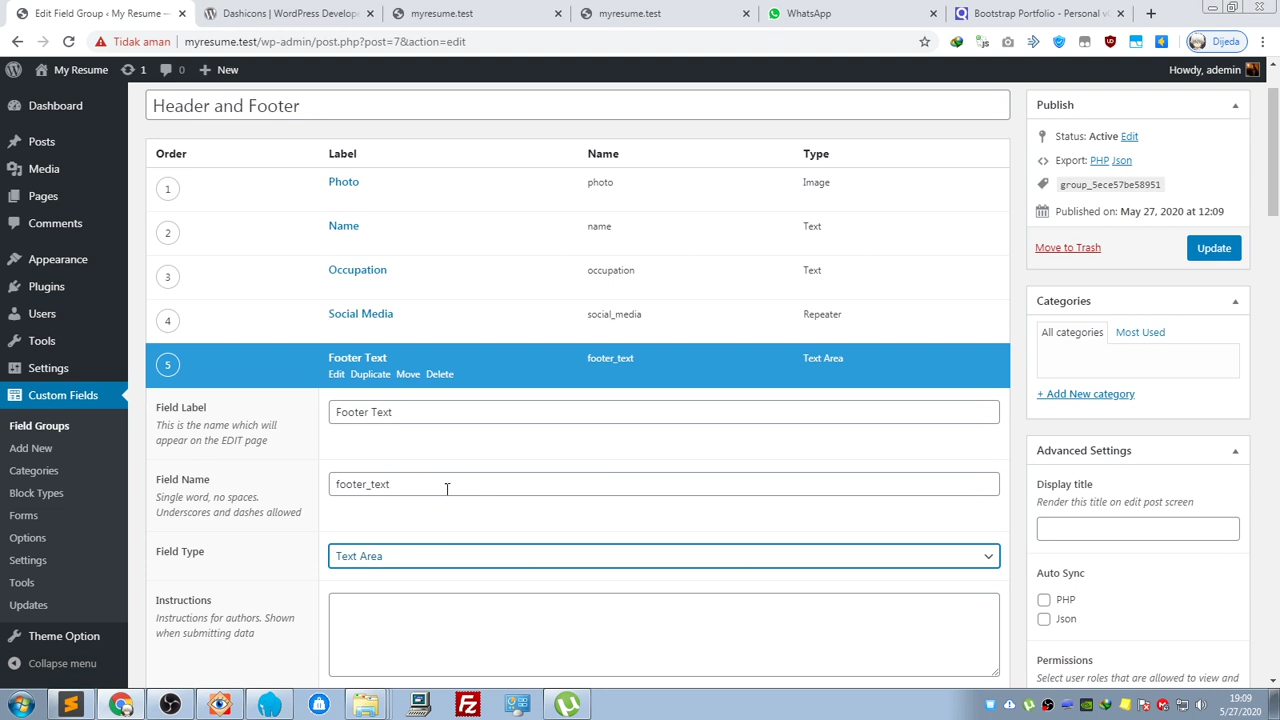 Edit Field Group ‹ My Resume —
Dashicons | WordPress Develope
myresume.test
myresume.test
WhatsApp
Bootstrap Portfolio - Personal v
Tidak aman
myresume.test/wp-admin/post.php?post=7&action=edit
Dijeda
My Resume
1
0
New
Howdy, ademin
Dashboard
Posts
Media
Pages
Comments
Appearance
Plugins
Users
Tools
Settings
Custom Fields
Field Groups
Add New
Categories
Block Types
Forms
Options
Settings
Tools
Updates
Theme Option
Collapse menu
Header and Footer
Order Label Name Type
1 Photo photo Image
2 Name name Text
3 Occupation occupation Text
4 Social Media social_media Repeater
5 Footer Text footer_text Text Area
Edit Duplicate Move Delete
Field Label
This is the name which will
appear on the EDIT page
Footer Text
Field Name
Single word, no spaces.
Underscores and dashes allowed
footer_text
Field Type
Text Area
Instructions
Instructions for authors. Shown
when submitting data
Publish
Status: Active Edit
Export: PHP Json
group_5ece57be58951
Published on: May 27, 2020 at 12:09
Move to Trash
Update
Categories
All categories
Most Used
+ Add New category
Advanced Settings
Display title
Render this title on edit post screen
Auto Sync
PHP
Json
Permissions
Select user roles that are allowed to view and
19:09
5/27/2020